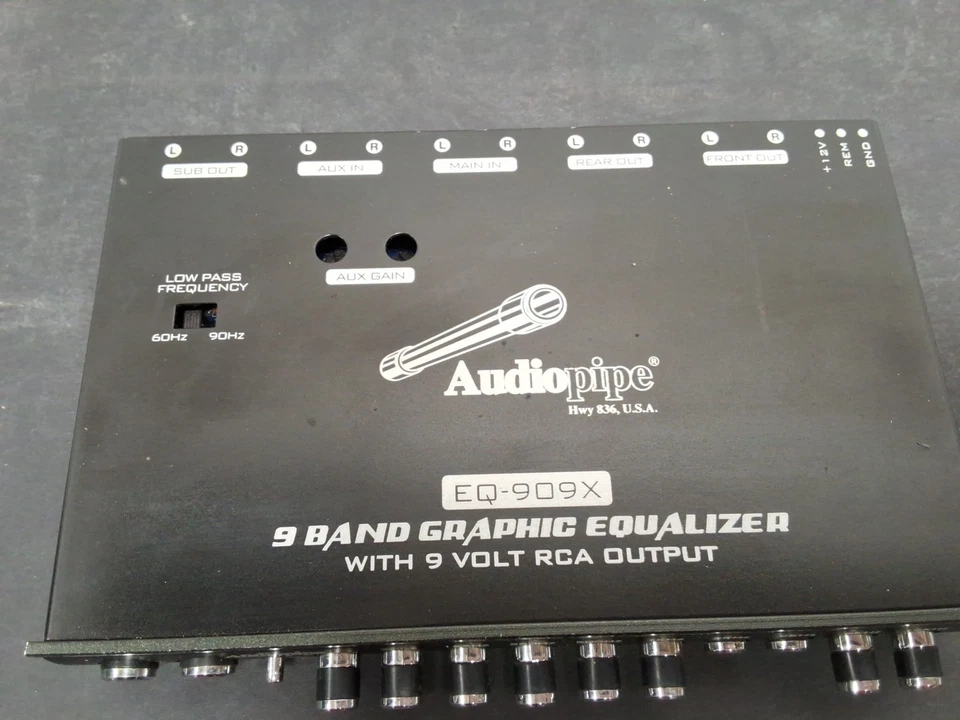 L R L R L R L R L R
SUB OUT AUX IN MAIN IN REAR OUT FRONT OUT
+12V
REM
GND
AUX GAIN
LOW PASS
FREQUENCY
60Hz 90Hz
Audiopipe®
Hwy 836, U.S.A.
EQ-909X
9 BAND GRAPHIC EQUALIZER
WITH 9 VOLT RCA OUTPUT